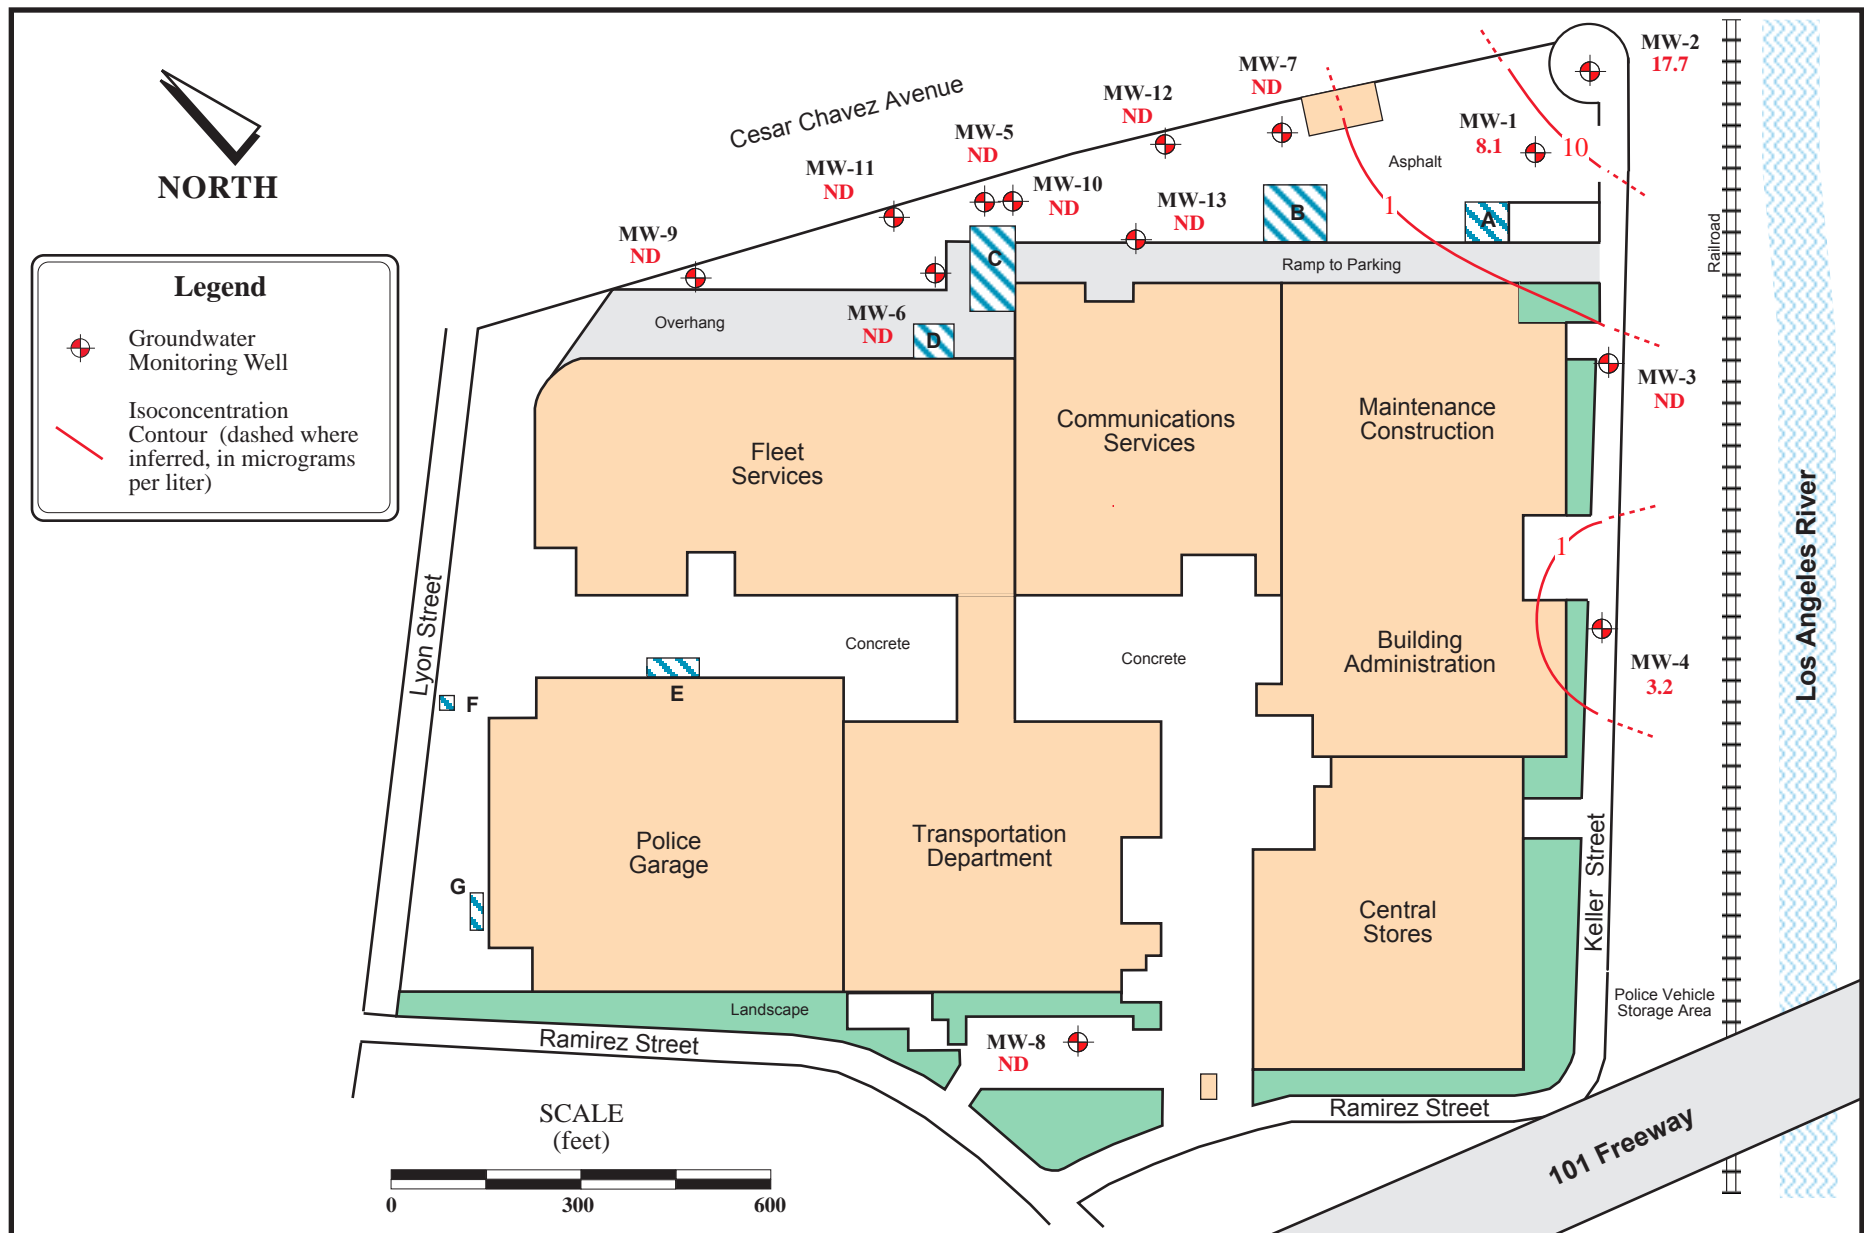 Cesar Chavez Avenue
NORTH
MW-2
17.7
MW-7
ND
MW-12
ND
MW-1
8.1
10
MW-5
ND
Asphalt
MW-11
ND
MW-10
ND
MW-13
ND
1
B
A
MW-9
ND
C
Ramp to Parking
Railroad
Legend
Groundwater
Monitoring Well
Isoconcentration
Contour (dashed where
inferred, in micrograms
per liter)
Overhang
MW-6
ND
D
MW-3
ND
Fleet
Services
Communications
Services
Maintenance
Construction
1
Los Angeles River
Lyon Street
Concrete
Concrete
Building
Administration
MW-4
3.2
E
F
Police
Garage
Transportation
Department
G
Central
Stores
Keller Street
Landscape
Police Vehicle
Storage Area
Ramirez Street
MW-8
ND
Ramirez Street
101 Freeway
SCALE
(feet)
0 300 600